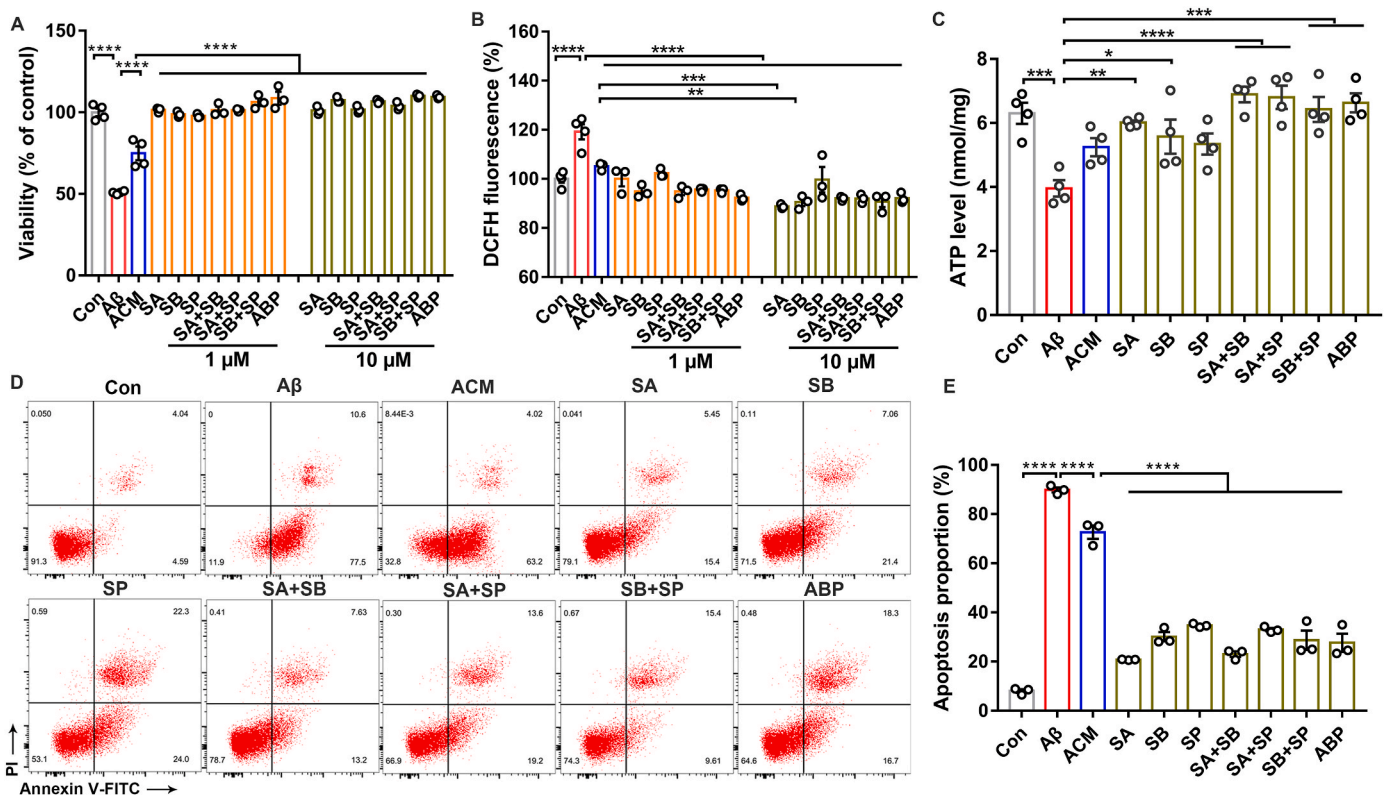 A
Viability (% of control)
150
100
50
0
****
****
****
Con
Aβ
ACM
SA
SB
SP
SA+SB
SA+SP
SB+SP
ABP
SA
SB
SP
SA+SB
SA+SP
SB+SP
ABP
1 µM
10 µM
B
DCFH fluorescence (%)
160
140
120
100
80
60
****
****
***
**
Con
Aβ
ACM
SA
SB
SP
SA+SB
SA+SP
SB+SP
ABP
SA
SB
SP
SA+SB
SA+SP
SB+SP
ABP
1 µM
10 µM
C
ATP level (nmol/mg)
8
6
4
2
0
***
****
*
***
**
Con
Aβ
ACM
SA
SB
SP
SA+SB
SA+SP
SB+SP
ABP
D
Con
Aβ
ACM
SA
SB
0.050
4.04
0
10.6
8.44E-3
4.02
0.041
5.45
0.11
7.06
91.3
4.59
11.9
77.5
32.8
63.2
79.1
15.4
71.5
21.4
SP
SA+SB
SA+SP
SB+SP
ABP
0.59
22.3
0.41
7.63
0.30
13.6
0.67
15.4
0.48
18.3
53.1
24.0
78.7
13.2
66.9
19.2
74.3
9.61
64.6
16.7
PI
Annexin V-FITC
E
Apoptosis proportion (%)
100
80
60
40
20
0
****
****
****
Con
Aβ
ACM
SA
SB
SP
SA+SB
SA+SP
SB+SP
ABP